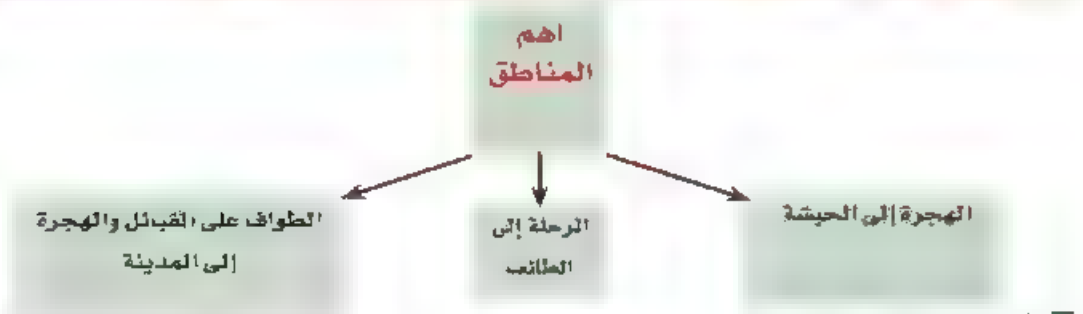 اهم
المناطق
الهجرة إلى الحبشة
الرحلة إلى
الطائف
الطواف على القبائل والهجرة
إلى المدينة